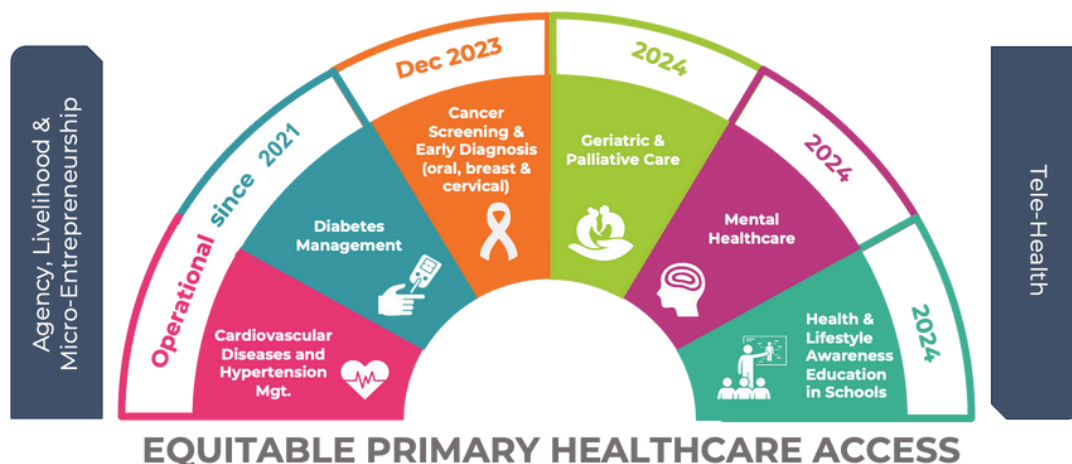 Agency, Livelihood &
Micro-Entrepreneurship
Operational since 2021
Dec 2023
2024
2024
2024
Cardiovascular
Diseases and
Hypertension
Mgt.
Diabetes
Management
Cancer
Screening &
Early Diagnosis
(oral, breast &
cervical)
Geriatric &
Palliative Care
Mental
Healthcare
Health &
Lifestyle
Awareness
Education
in Schools
Tele-Health
EQUITABLE PRIMARY HEALTHCARE ACCESS